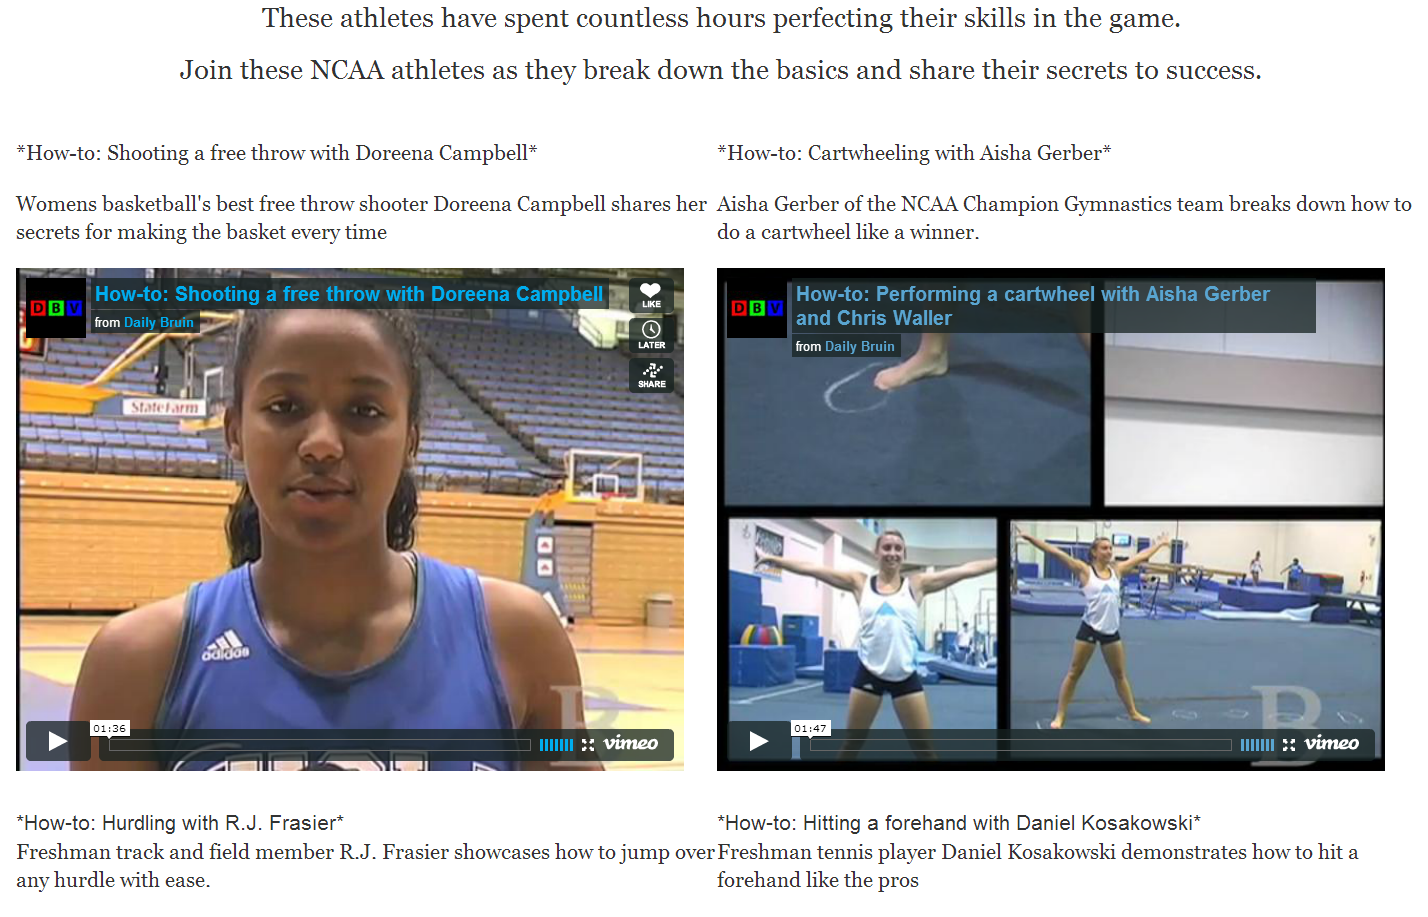 These athletes have spent countless hours perfecting their skills in the game.
Join these NCAA athletes as they break down the basics and share their secrets to success.
*How-to: Shooting a free throw with Doreena Campbell*
Womens basketball's best free throw shooter Doreena Campbell shares her
secrets for making the basket every time
DBV
How-to: Shooting a free throw with Doreena Campbell
from Daily Bruin
LIKE
LATER
SHARE
StateFarm
adidas
B
01:36
vimeo
*How-to: Cartwheeling with Aisha Gerber*
Aisha Gerber of the NCAA Champion Gymnastics team breaks down how to
do a cartwheel like a winner.
DBV
How-to: Performing a cartwheel with Aisha Gerber
and Chris Waller
from Daily Bruin
B
01:47
vimeo
*How-to: Hurdling with R.J. Frasier*
Freshman track and field member R.J. Frasier showcases how to jump over
any hurdle with ease.
*How-to: Hitting a forehand with Daniel Kosakowski*
Freshman tennis player Daniel Kosakowski demonstrates how to hit a
forehand like the pros